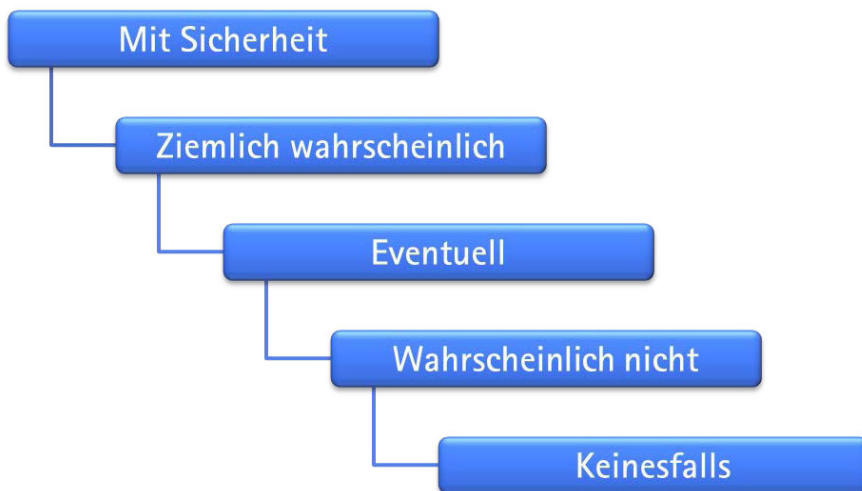 Mit Sicherheit
Ziemlich wahrscheinlich
Eventuell
Wahrscheinlich nicht
Keinesfalls